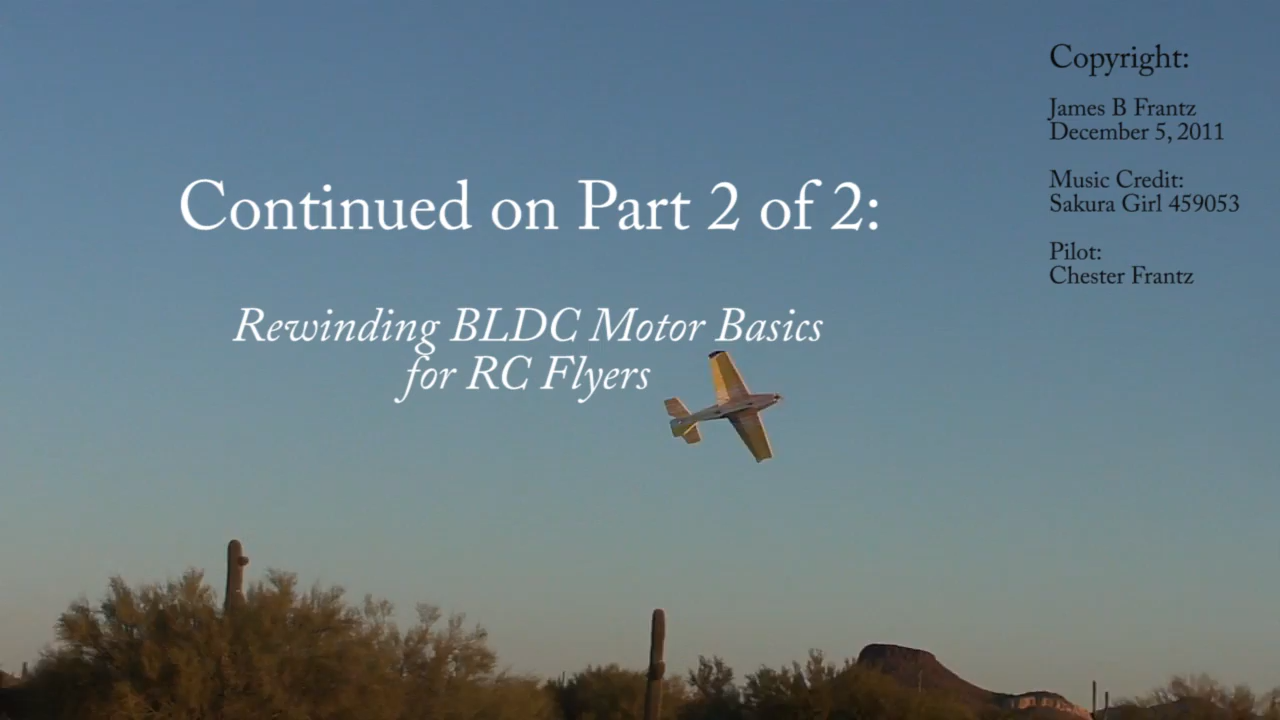 Continued on Part 2 of 2:
Rewinding BLDC Motor Basics
for RC Flyers
Copyright:
James B Frantz
December 5, 2011
Music Credit:
Sakura Girl 459053
Pilot:
Chester Frantz